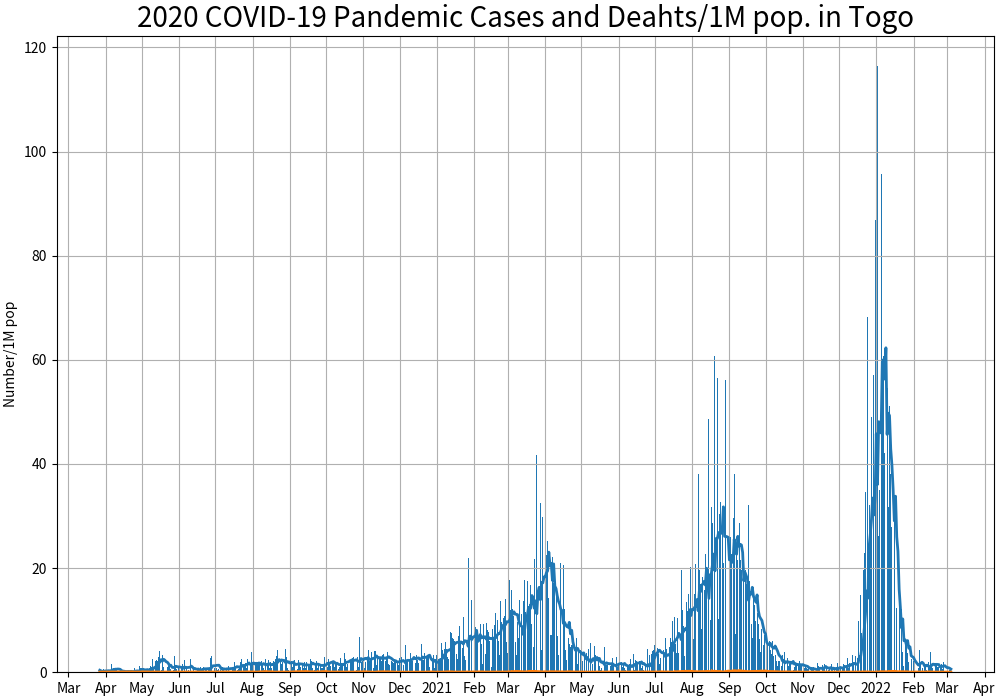 2020 COVID-19 Pandemic Cases and Deahts/1M pop. in Togo
120
100
80
60
40
20
0
Number/1M pop
Mar Apr May Jun Jul Aug Sep Oct Nov Dec 2021 Feb Mar Apr May Jun Jul Aug Sep Oct Nov Dec 2022 Feb Mar Apr